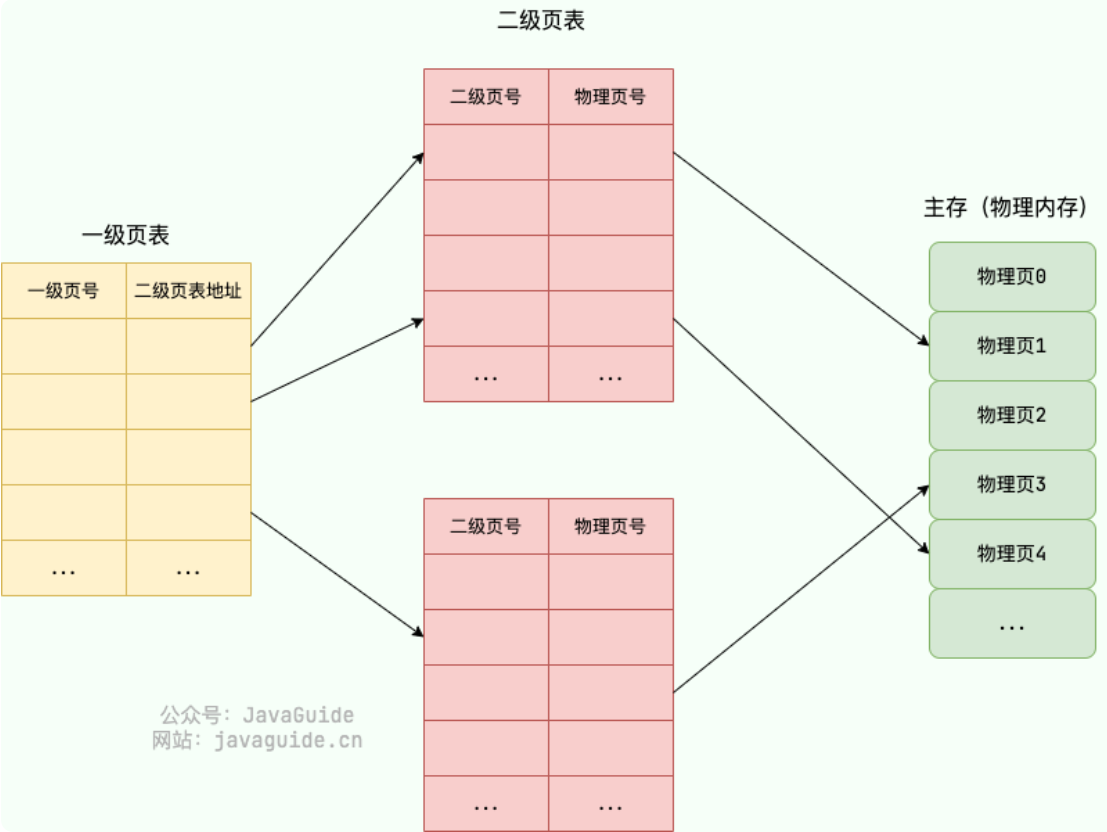 二级页表
二级页号 物理页号
... ...
一级页表
一级页号 二级页表地址
... ...
二级页号 物理页号
... ...
主存（物理内存）
物理页0
物理页1
物理页2
物理页3
物理页4
...
公众号：JavaGuide
网站：javaguide.cn